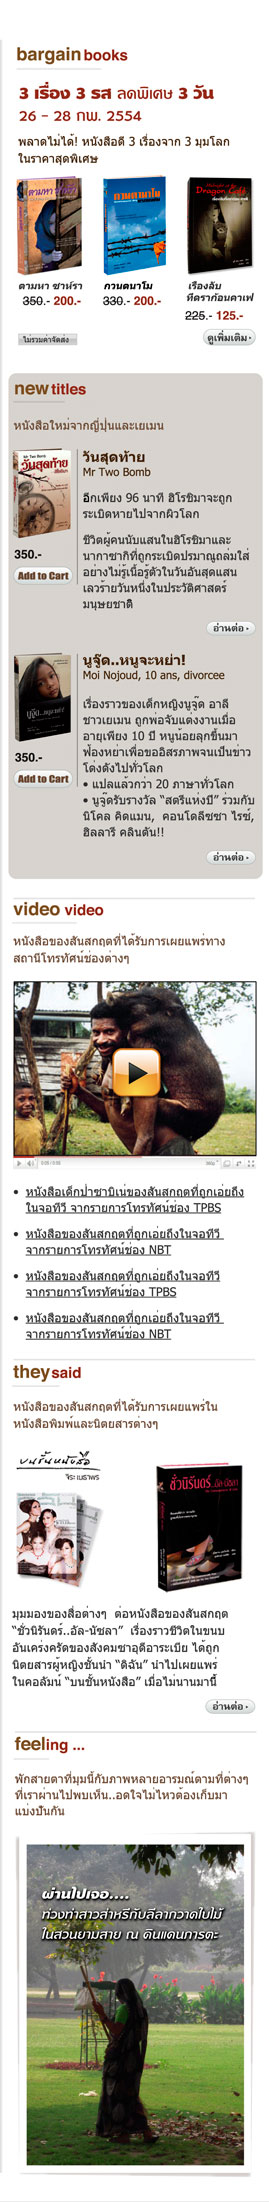 bargain books
3 เรื่อง 3 รส ลดพิเศษ 3 วัน
26 – 28 กพ. 2554
พลาดไม่ได้! หนังสือดี 3 เรื่องจาก 3 มุมโลก
ในราคาสุดพิเศษ
ตามหา ซาห์รา
350.- 200.-
กวนตนาโม
330.- 200.-
เรื่องลับ
ทีดราก้อนคาเฟ่
225.- 125.-
ไม่รวมค่าจัดส่ง
ดูเพิ่มเติม
new titles
หนังสือใหม่จากญี่ปุ่นและเยเมน
Mr Two Bomb
วันสุดท้าย
350.-
Add to Cart
วันสุดท้าย
Mr Two Bomb
อีกเพียง 96 นาที ฮิโรชิมาจะถูก
ระเบิดหายไปจากผิวโลก
ชีวิตผู้คนนับแสนในฮิโรชิมาและ
นากาซากิที่ถูกระเบิดปรมาณูถล่มใส่
อย่างไม่รู้เนื้อรู้ตัวในวันอันสุดแสน
เลวร้ายวันหนึ่งในประวัติศาสตร์
มนุษยชาติ
อ่านต่อ
นูจู๊ด..หนูจะหย่า!
350.-
Add to Cart
นูจู๊ด..หนูจะหย่า!
Moi Nojoud, 10 ans, divorcee
เรื่องราวของเด็กหญิงนูจู๊ด อาลี
ชาวเยเมน ถูกพ่อจับแต่งงานเมื่อ
อายุเพียง 10 ปี หนูน้อยลุกขึ้นมา
ฟ้องหย่าเพื่อขออิสรภาพจนเป็นข่าว
โด่งดังไปทั่วโลก
• แปลแล้วกว่า 20 ภาษาทั่วโลก
• นูจู๊ดรับรางวัล "สตรีแห่งปี" ร่วมกับ
นิโคล คิดแมน, คอนโดลีซซา ไรซ์,
ฮิลลารี คลินตัน!!
อ่านต่อ
video video
หนังสือของสันสกฤตที่ได้รับการเผยแพร่ทาง
สถานีโทรทัศน์ช่องต่างๆ
• หนังสือเด็กป่าซาบิเน่ของสันสกฤตที่ถูกเอ่ยถึง
ในจอทีวี จากรายการโทรทัศน์ช่อง TPBS
• หนังสือของสันสกฤตที่ถูกเอ่ยถึงในจอทีวี
จากรายการโทรทัศน์ช่อง NBT
• หนังสือของสันสกฤตที่ถูกเอ่ยถึงในจอทีวี
จากรายการโทรทัศน์ช่อง TPBS
• หนังสือของสันสกฤตที่ถูกเอ่ยถึงในจอทีวี
จากรายการโทรทัศน์ช่อง NBT
they said
หนังสือของสันสกฤตที่ได้รับการเผยแพร่ใน
หนังสือพิมพ์และนิตยสารต่างๆ
บนชั้นหนังสือ
จิระ เมธาพร
ชั่วนิรันดร์..อัล-นัชลา
มุมมองของสื่อต่างๆ ต่อหนังสือของสันสกฤต
"ชั่วนิรันดร์..อัล-นัชลา" เรื่องราวชีวิตในขนบ
อันเคร่งครัดของสังคมซาอุดีอาระเบีย ได้ถูก
นิตยสารผู้หญิงชั้นนำ "ดิฉัน" นำไปเผยแพร่
ในคอลัมน์ "บนชั้นหนังสือ" เมื่อไม่นานมานี้
อ่านต่อ
feeling ...
พักสายตาที่มุมนี้กับภาพหลายอารมณ์ตามที่ต่างๆ
ที่เราผ่านไปพบเห็น..อดใจไม่ไหวต้องเก็บมา
แบ่งปันกัน
ผ่านไปเจอ....
ท่วงท่าสาวส่าหรีกับลีลากวาดใบไม้
ในสวนยามสาย ณ ดินแดนภารตะ